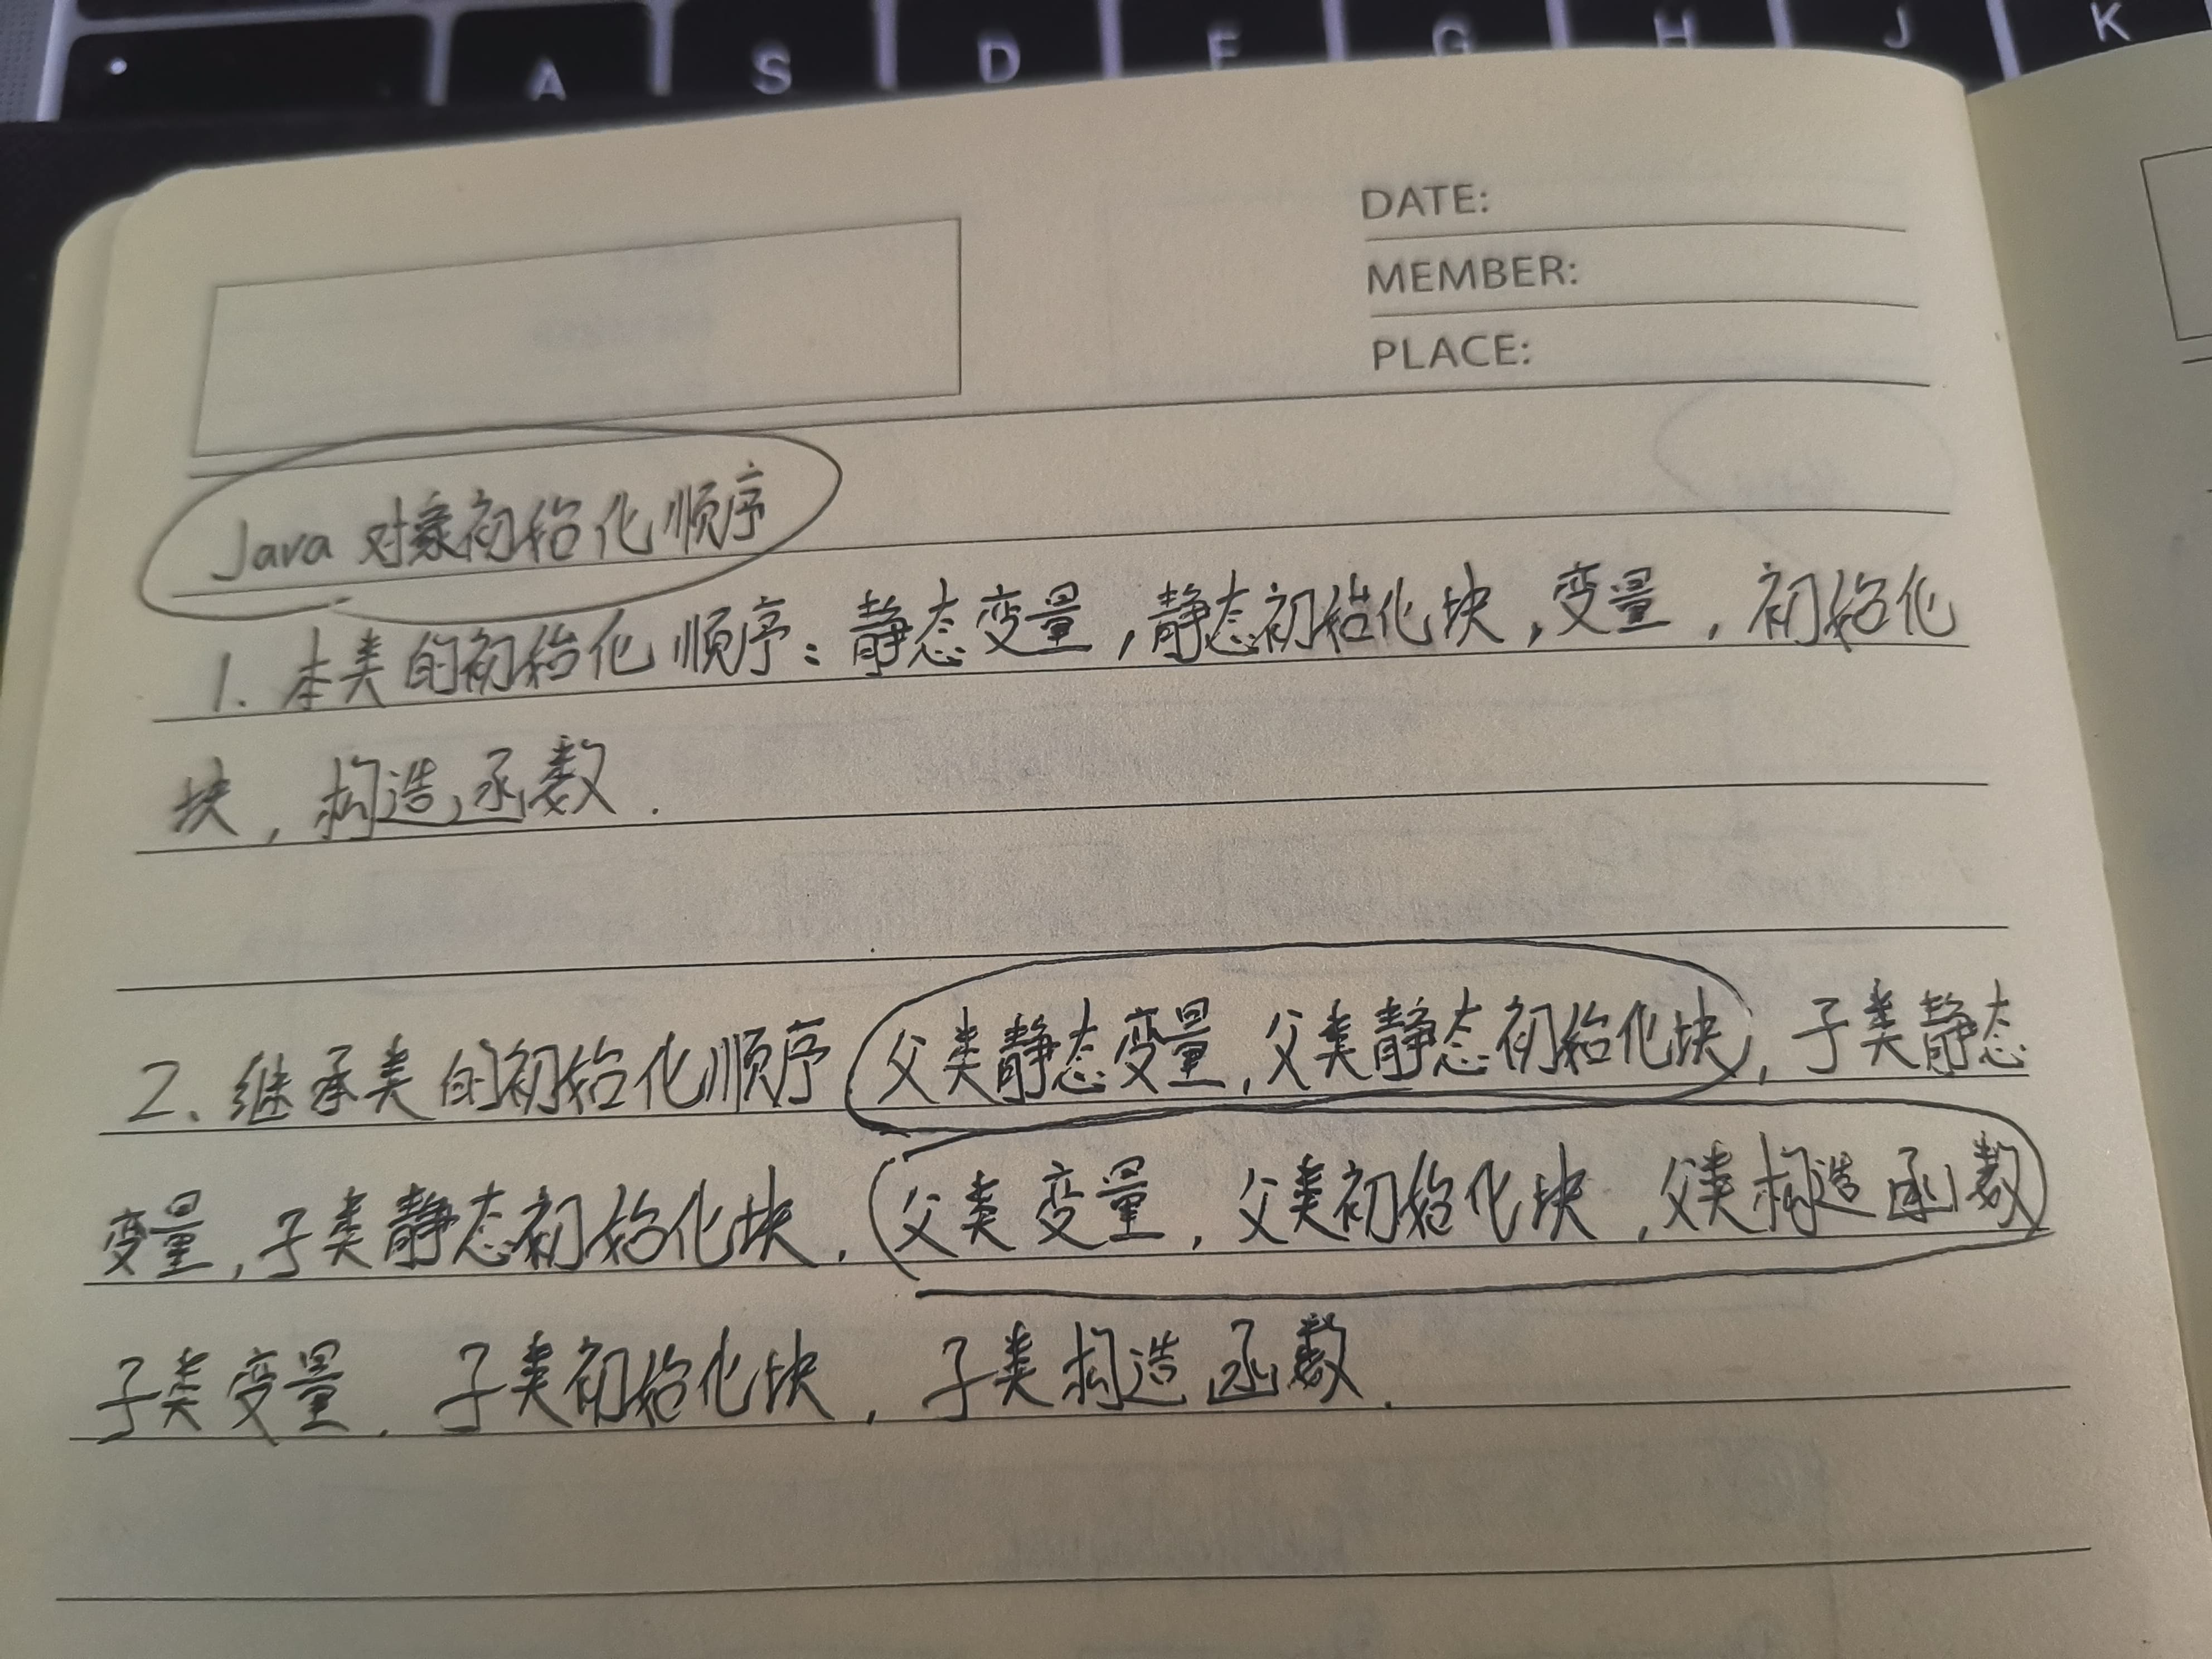 A S D F G H J K
DATE:
MEMBER:
PLACE:
Java 对象初始化顺序
1. 本类的初始化顺序：静态变量，静态初始化块，变量，初始化
块，构造函数.
2、继承类的初始化顺序 父类静态变量，父类静态初始化块，子类静态
变量，子类静态初始化块. 父类变量，父类初始化块，父类构造函数
子类变量. 子类初始化块，子类构造函数.